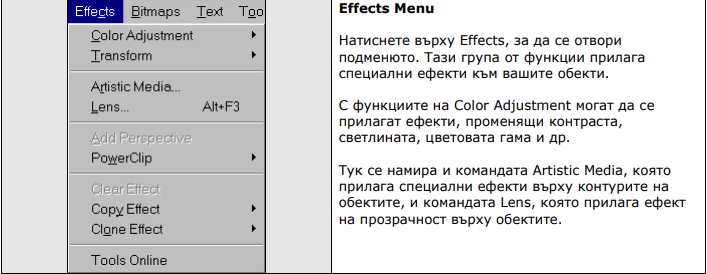 Effects Bitmaps Text Too
Color Adjustment
Transform
Artistic Media...
Lens... Alt+F3
Add Perspective
PowerClip
Clear Effect
Copy Effect
Clone Effect
Tools Online
Effects Menu
Натиснете върху Effects, за да се отвори
подменюто. Тази група от функции прилага
специални ефекти към вашите обекти.
С функциите на Color Adjustment могат да се
прилагат ефекти, променящи контраста,
светлината, цветовата гама и др.
Тук се намира и командата Artistic Media, която
прилага специални ефекти върху контурите на
обектите, и командата Lens, която прилага ефект
на прозрачност върху обектите.